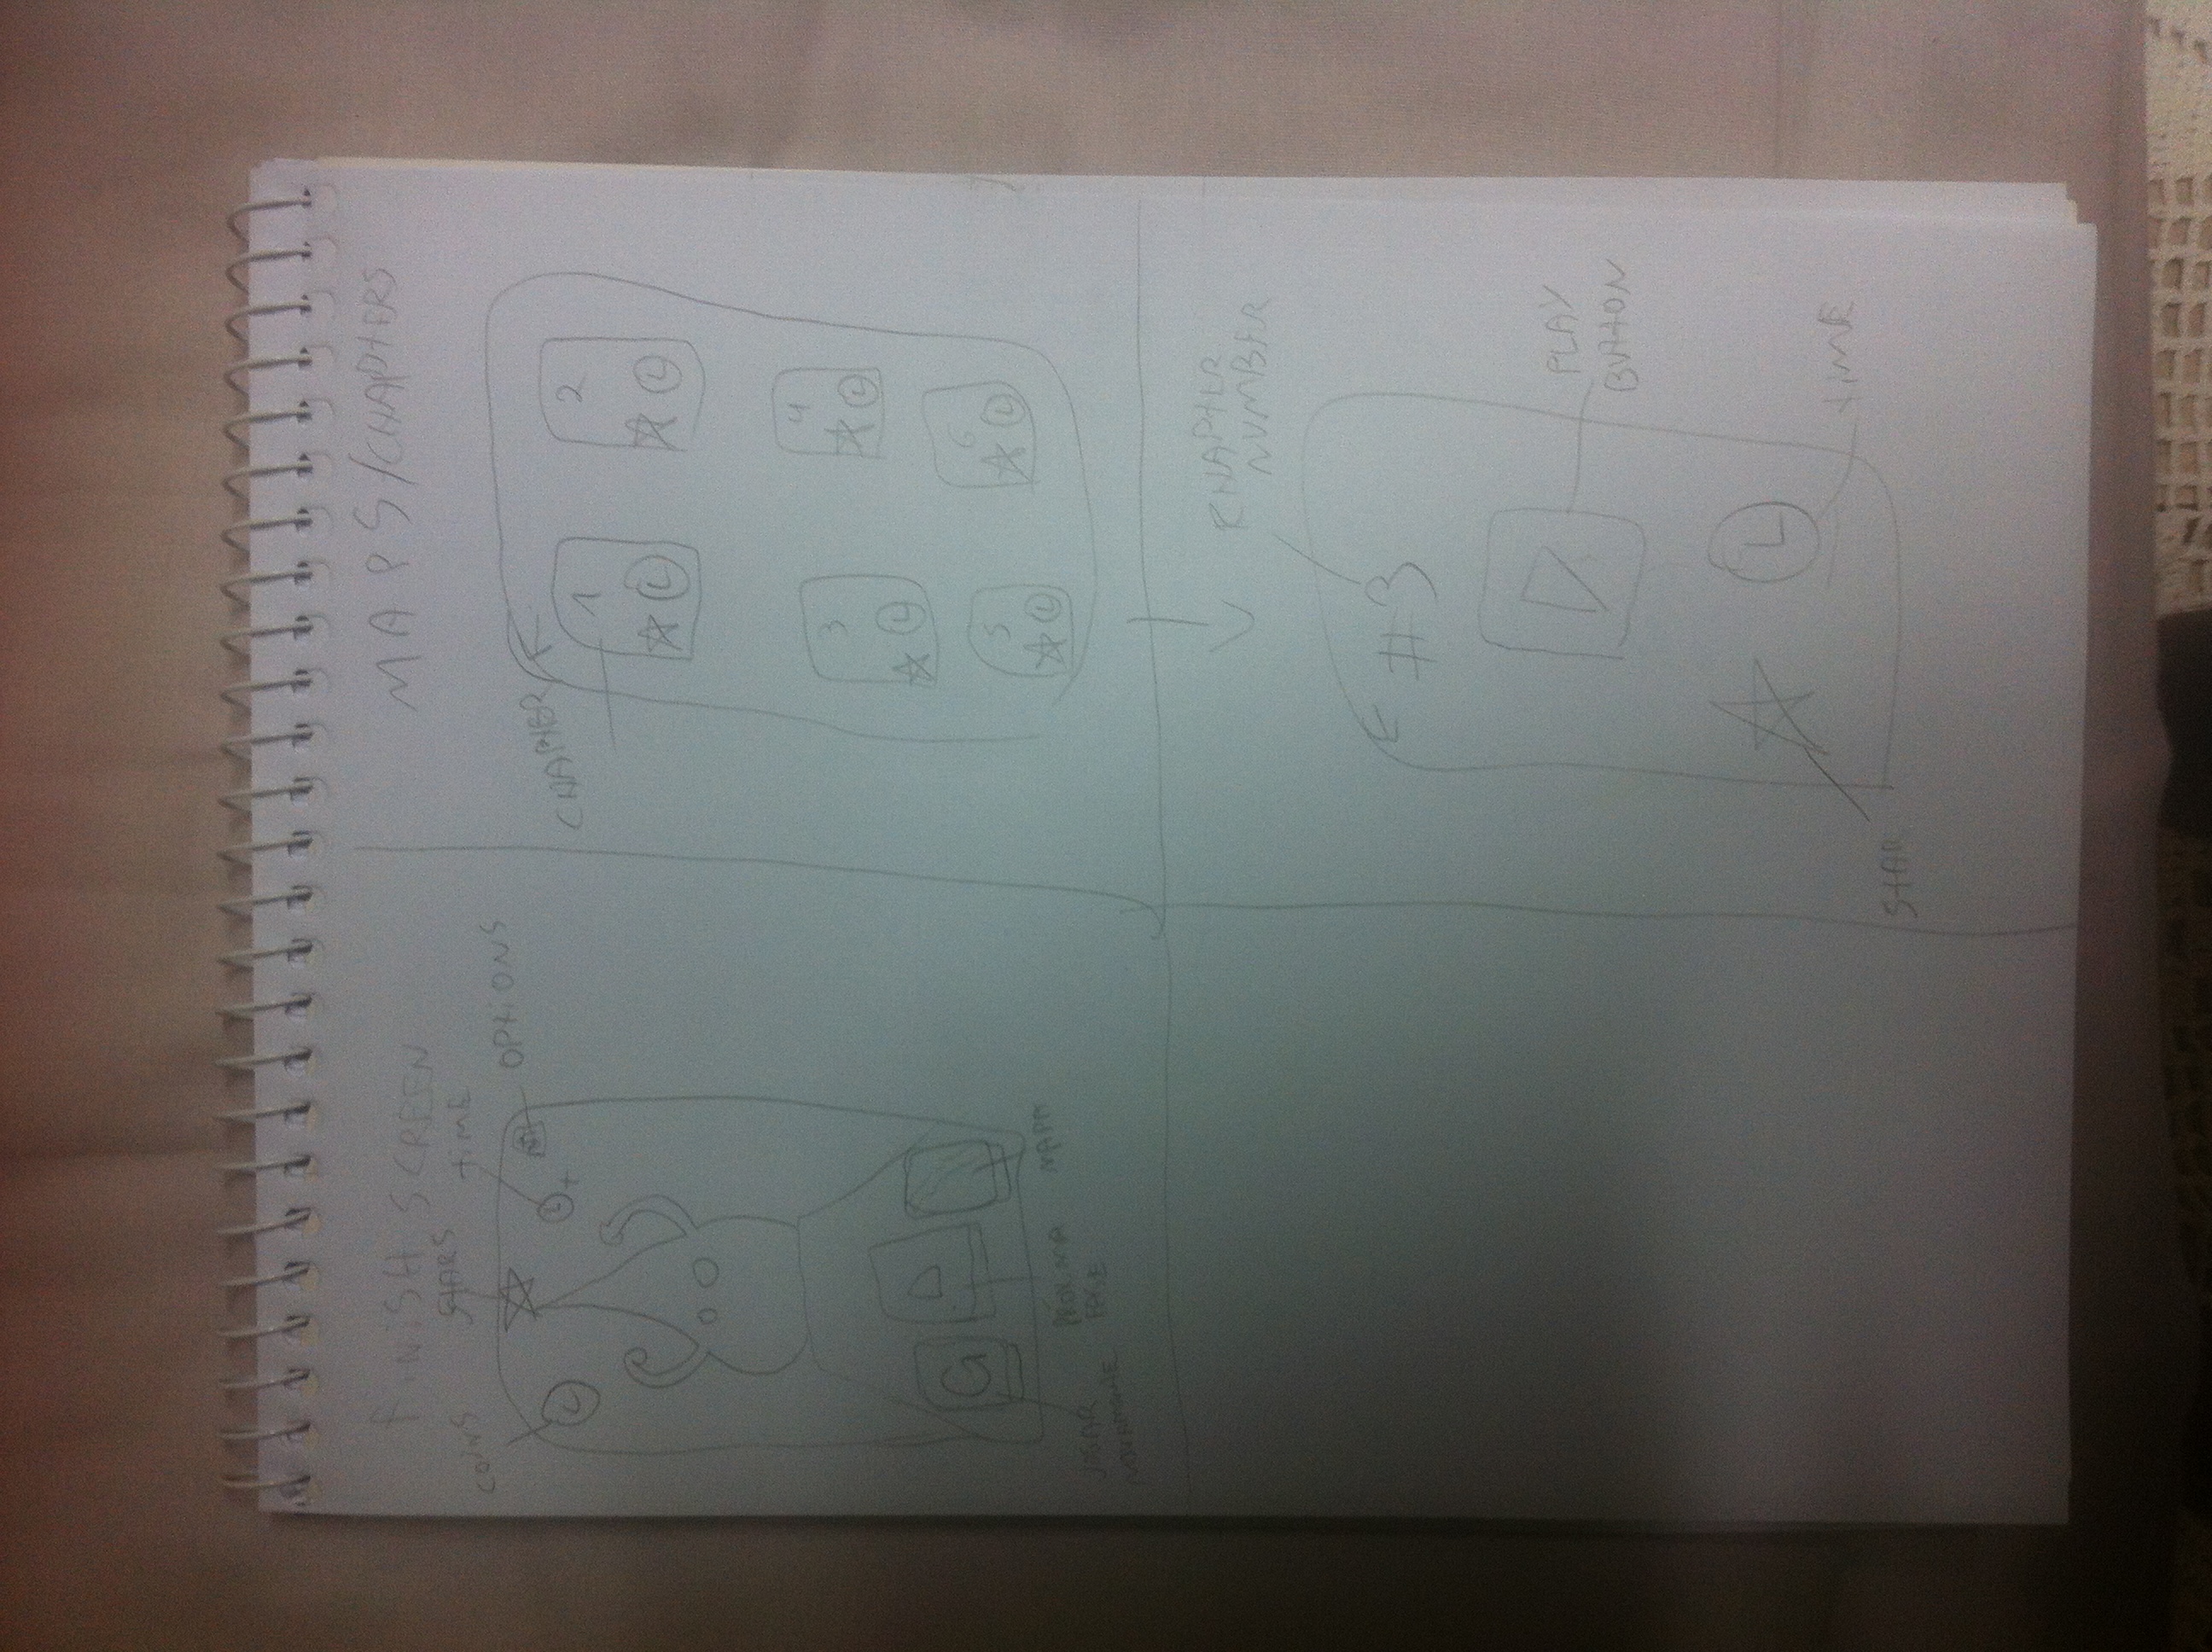 FiNiSH SCREEN
COiNS
StARS
tiME
OPtiONS
G
JOGAR
NOVAMENTE
PROXIMA
FASE
MAPA
MAPS/CHAPtERS
CHAPtER
1
2
3
4
5
6
CHAPtER
NUMBER
#3
PLAY
BUttON
StAR
tiME